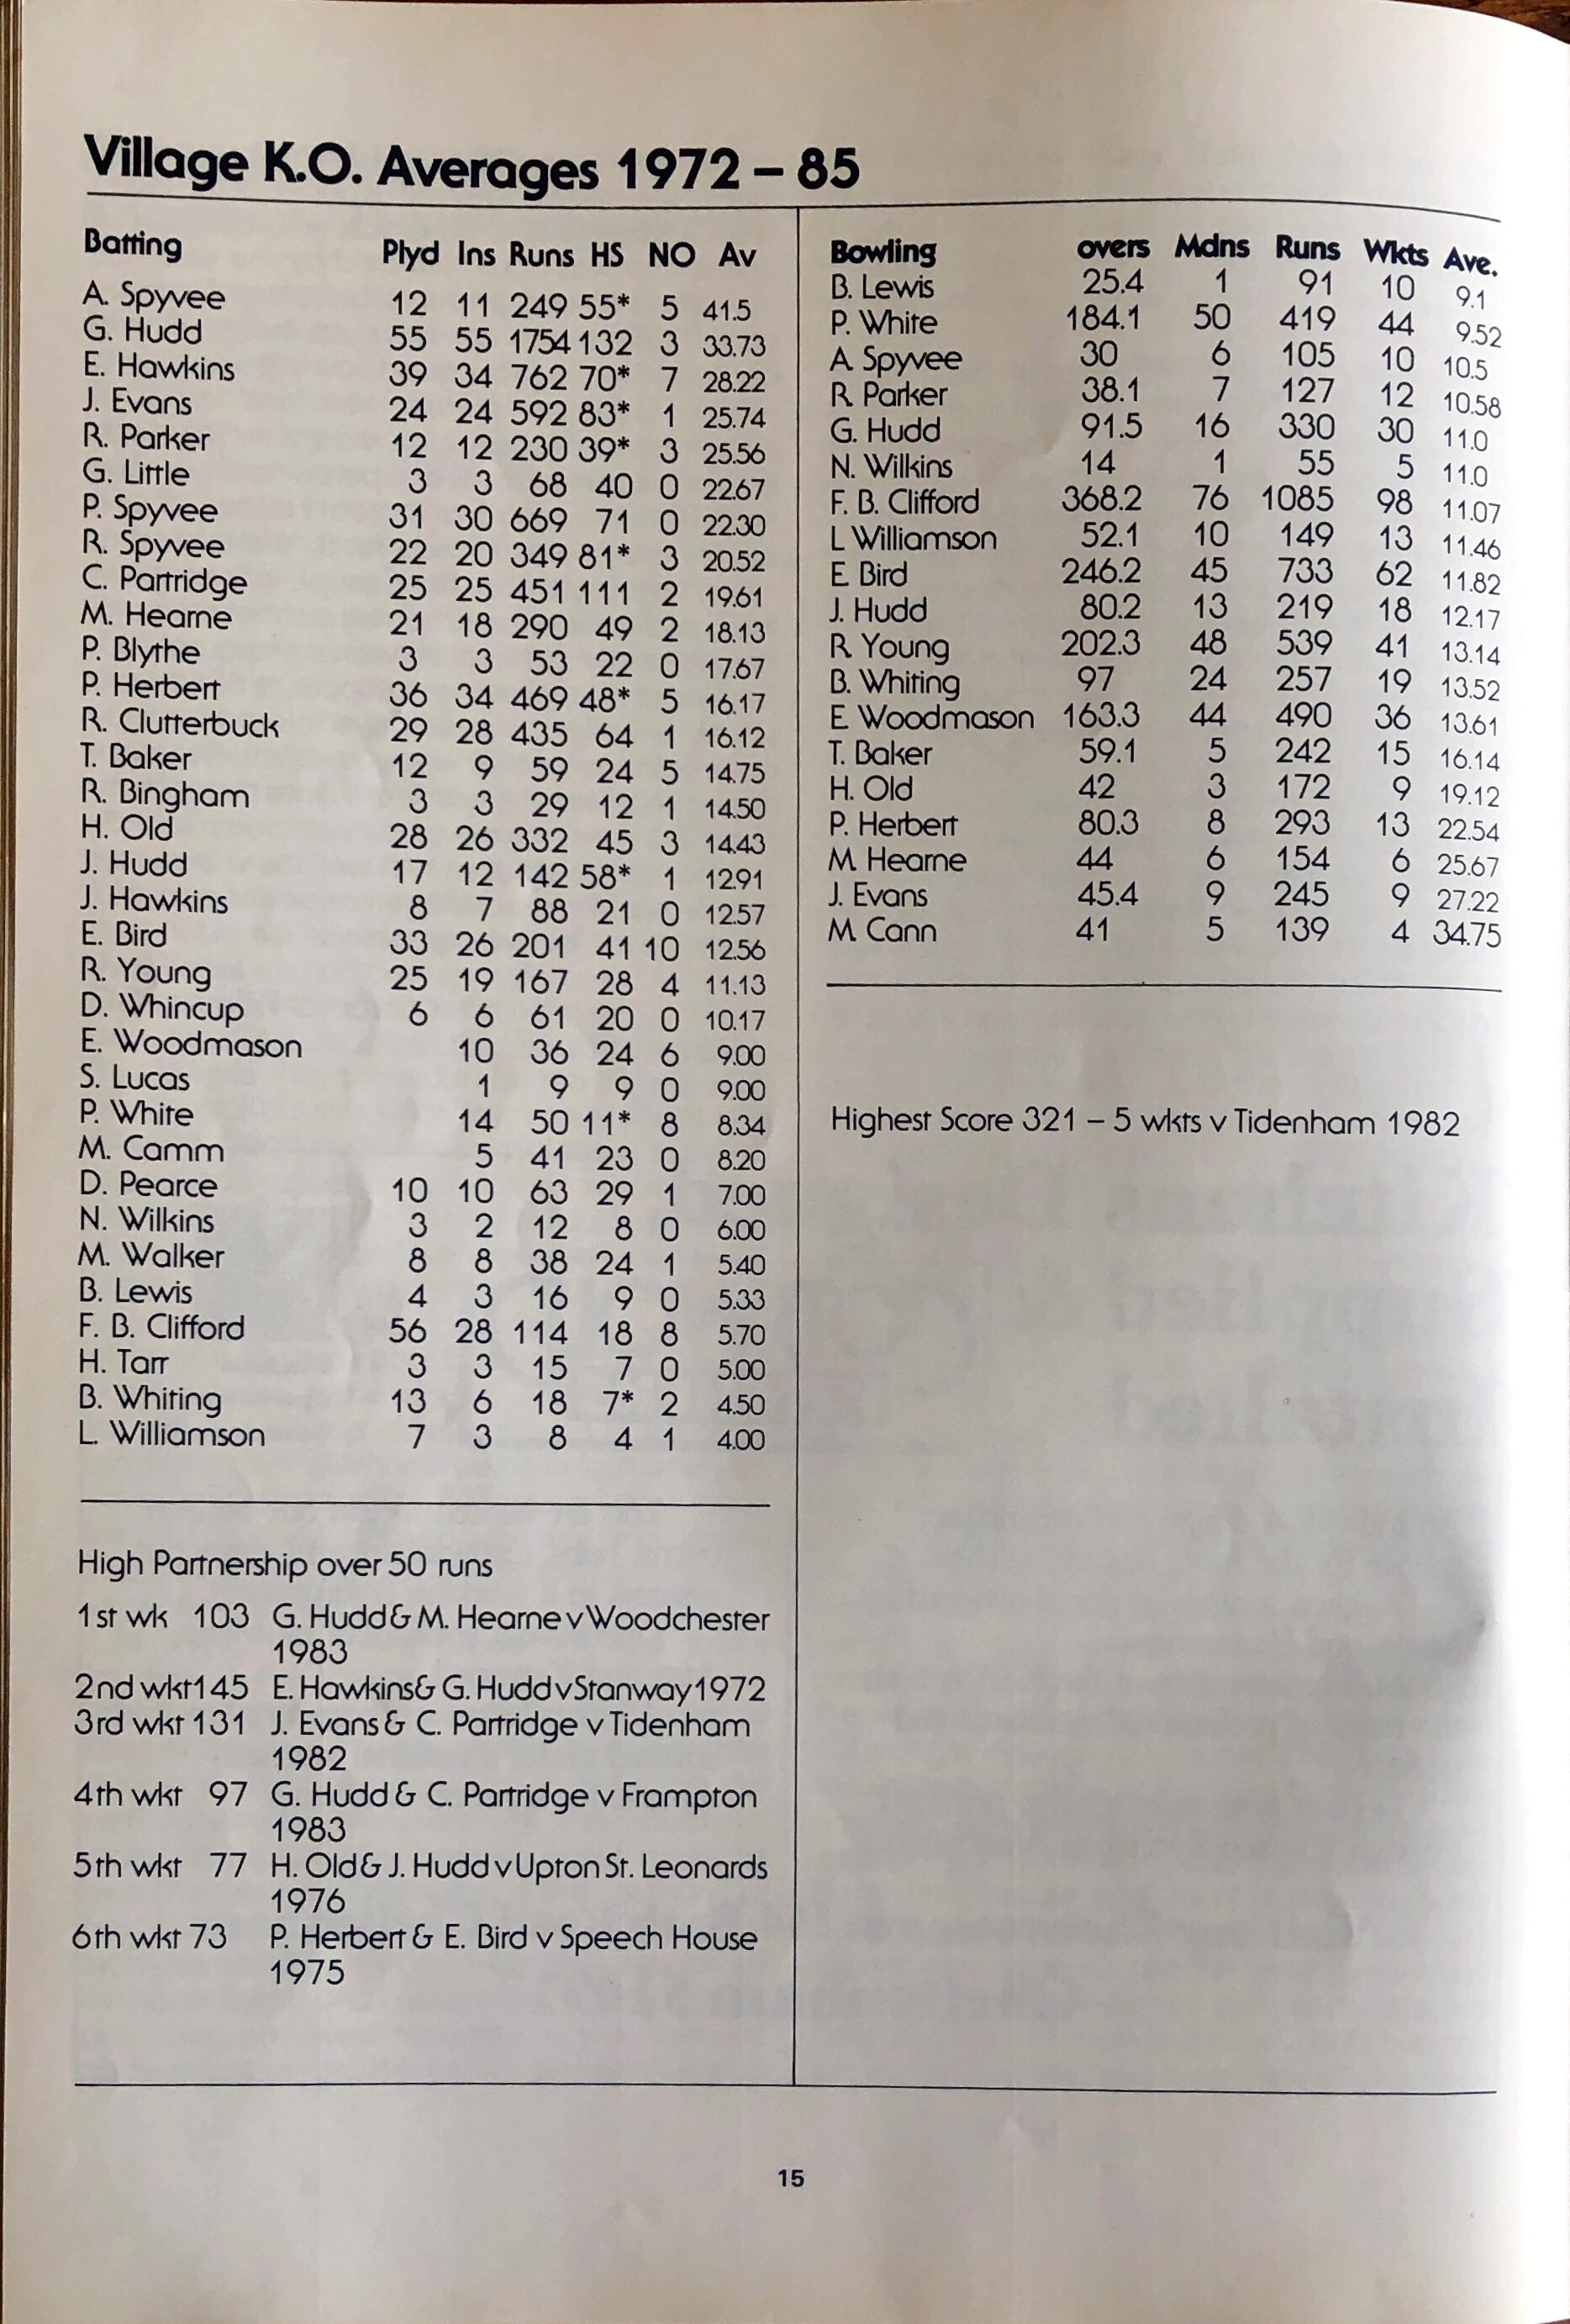 Village K.O. Averages 1972 – 85
Batting Plyd Ins Runs HS NO Av
A. Spyvee 12 11 249 55* 5 41.5
G. Hudd 55 55 1754 132 3 33.73
E. Hawkins 39 34 762 70* 7 28.22
J. Evans 24 24 592 83* 1 25.74
R. Parker 12 12 230 39* 3 25.56
G. Little 3 3 68 40 0 22.67
P. Spyvee 31 30 669 71 0 22.30
R. Spyvee 22 20 349 81* 3 20.52
C. Partridge 25 25 451 111 2 19.61
M. Hearne 21 18 290 49 2 18.13
P. Blythe 3 3 53 22 0 17.67
P. Herbert 36 34 469 48* 5 16.17
R. Clutterbuck 29 28 435 64 1 16.12
T. Baker 12 9 59 24 5 14.75
R. Bingham 3 3 29 12 1 14.50
H. Old 28 26 332 45 3 14.43
J. Hudd 17 12 142 58* 1 12.91
J. Hawkins 8 7 88 21 0 12.57
E. Bird 33 26 201 41 10 12.56
R. Young 25 19 167 28 4 11.13
D. Whincup 6 6 61 20 0 10.17
E. Woodmason 10 36 24 6 9.00
S. Lucas 1 9 9 0 9.00
P. White 14 50 11* 8 8.34
M. Camm 5 41 23 0 8.20
D. Pearce 10 10 63 29 1 7.00
N. Wilkins 3 2 12 8 0 6.00
M. Walker 8 8 38 24 1 5.40
B. Lewis 4 3 16 9 0 5.33
F. B. Clifford 56 28 114 18 8 5.70
H. Tarr 3 3 15 7 0 5.00
B. Whiting 13 6 18 7* 2 4.50
L. Williamson 7 3 8 4 1 4.00
High Partnership over 50 runs
1st wk 103 G. Hudd & M. Hearne v Woodchester
1983
2nd wkt 145 E. Hawkins & G. Hudd v Stanway 1972
3rd wkt 131 J. Evans & C. Partridge v Tidenham
1982
4th wkt 97 G. Hudd & C. Partridge v Frampton
1983
5th wkt 77 H. Old & J. Hudd v Upton St. Leonards
1976
6th wkt 73 P. Herbert & E. Bird v Speech House
1975
Bowling overs Mdns Runs Wkts Ave.
B. Lewis 25.4 1 91 10 9.1
P. White 184.1 50 419 44 9.52
A Spyvee 30 6 105 10 10.5
R Parker 38.1 7 127 12 10.58
G. Hudd 91.5 16 330 30 11.0
N. Wilkins 14 1 55 5 11.0
F. B. Clifford 368.2 76 1085 98 11.07
L Williamson 52.1 10 149 13 11.46
E Bird 246.2 45 733 62 11.82
J. Hudd 80.2 13 219 18 12.17
R Young 202.3 48 539 41 13.14
B. Whiting 97 24 257 19 13.52
E Woodmason 163.3 44 490 36 13.61
T. Baker 59.1 5 242 15 16.14
H. Old 42 3 172 9 19.12
P. Herbert 80.3 8 293 13 22.54
M Hearne 44 6 154 6 25.67
J. Evans 45.4 9 245 9 27.22
M Cann 41 5 139 4 34.75
Highest Score 321 – 5 wkts v Tidenham 1982
15